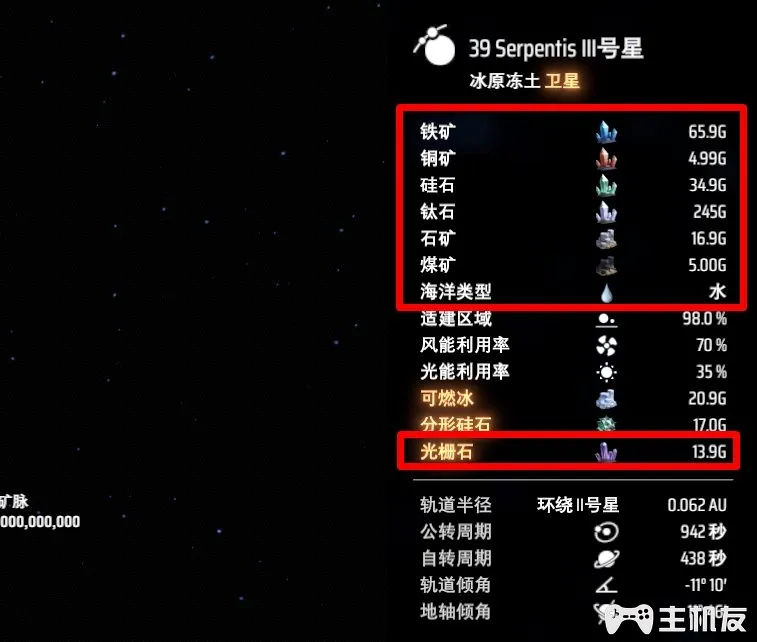 39 Serpentis III号星
冰原冻土 卫星
铁矿 65.9G
铜矿 4.99G
硅石 34.9G
钛石 245G
石矿 16.9G
煤矿 5.00G
海洋类型 水
适建区域 98.0 %
风能利用率 70 %
光能利用率 35 %
可燃冰 20.9G
分形硅石 17.0G
光栅石 13.9G
矿脉
000,000,000
轨道半径 环绕 II号星 0.062 AU
公转周期 942 秒
自转周期 438 秒
轨道倾角 -11° 10′
地轴倾角
主机友